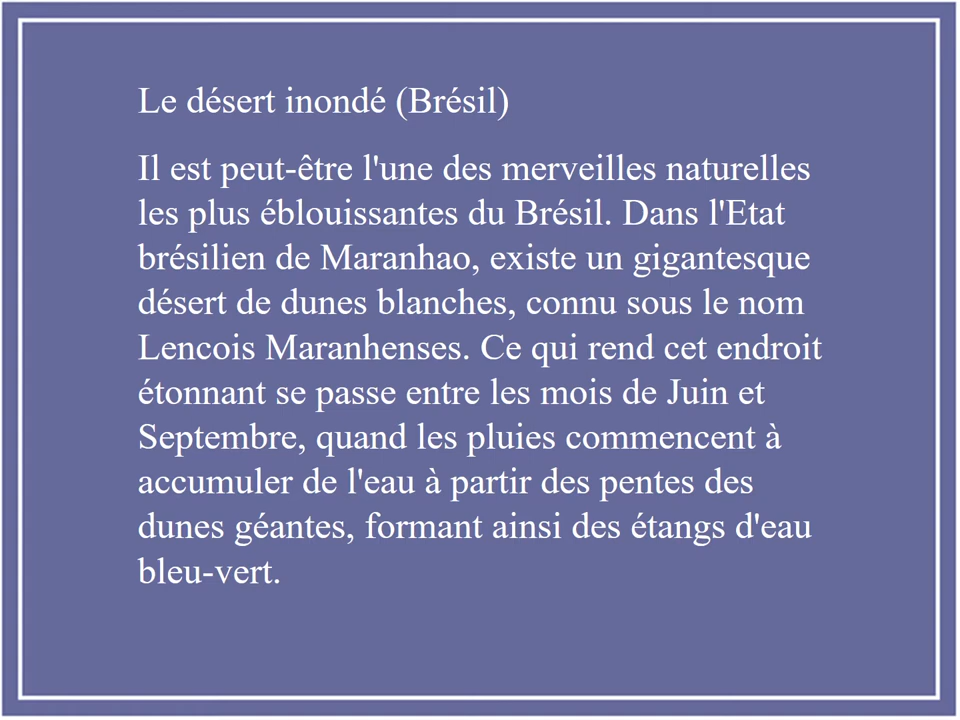 Le désert inondé (Brésil)
Il est peut-être l'une des merveilles naturelles
les plus éblouissantes du Brésil. Dans l'Etat
brésilien de Maranhao, existe un gigantesque
désert de dunes blanches, connu sous le nom
Lencois Maranhenses. Ce qui rend cet endroit
étonnant se passe entre les mois de Juin et
Septembre, quand les pluies commencent à
accumuler de l'eau à partir des pentes des
dunes géantes, formant ainsi des étangs d'eau
bleu-vert.